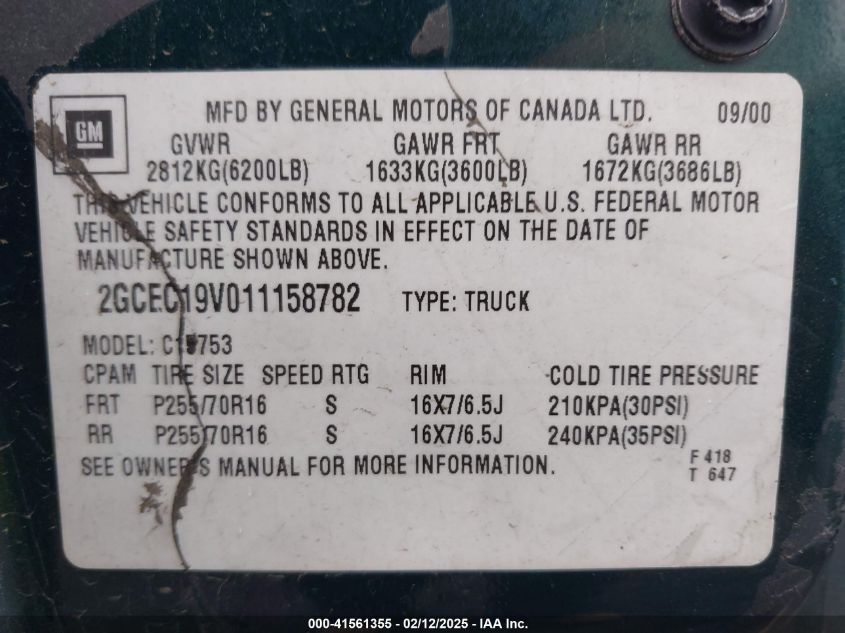 GM
MFD BY GENERAL MOTORS OF CANADA LTD. 09/00
GVWR GAWR FRT GAWR RR
2812KG(6200LB) 1633KG(3600LB) 1672KG(3686LB)
THIS VEHICLE CONFORMS TO ALL APPLICABLE U.S. FEDERAL MOTOR
VEHICLE SAFETY STANDARDS IN EFFECT ON THE DATE OF
MANUFACTURE SHOWN ABOVE.
2GCEC19V011158782 TYPE: TRUCK
MODEL: C15753
CPAM TIRE SIZE SPEED RTG RIM COLD TIRE PRESSURE
FRT P255/70R16 S 16X7/6.5J 210KPA(30PSI)
RR P255/70R16 S 16X7/6.5J 240KPA(35PSI)
SEE OWNER'S MANUAL FOR MORE INFORMATION.
F 418
T 647
000-41561355 - 02/12/2025 - IAA Inc.